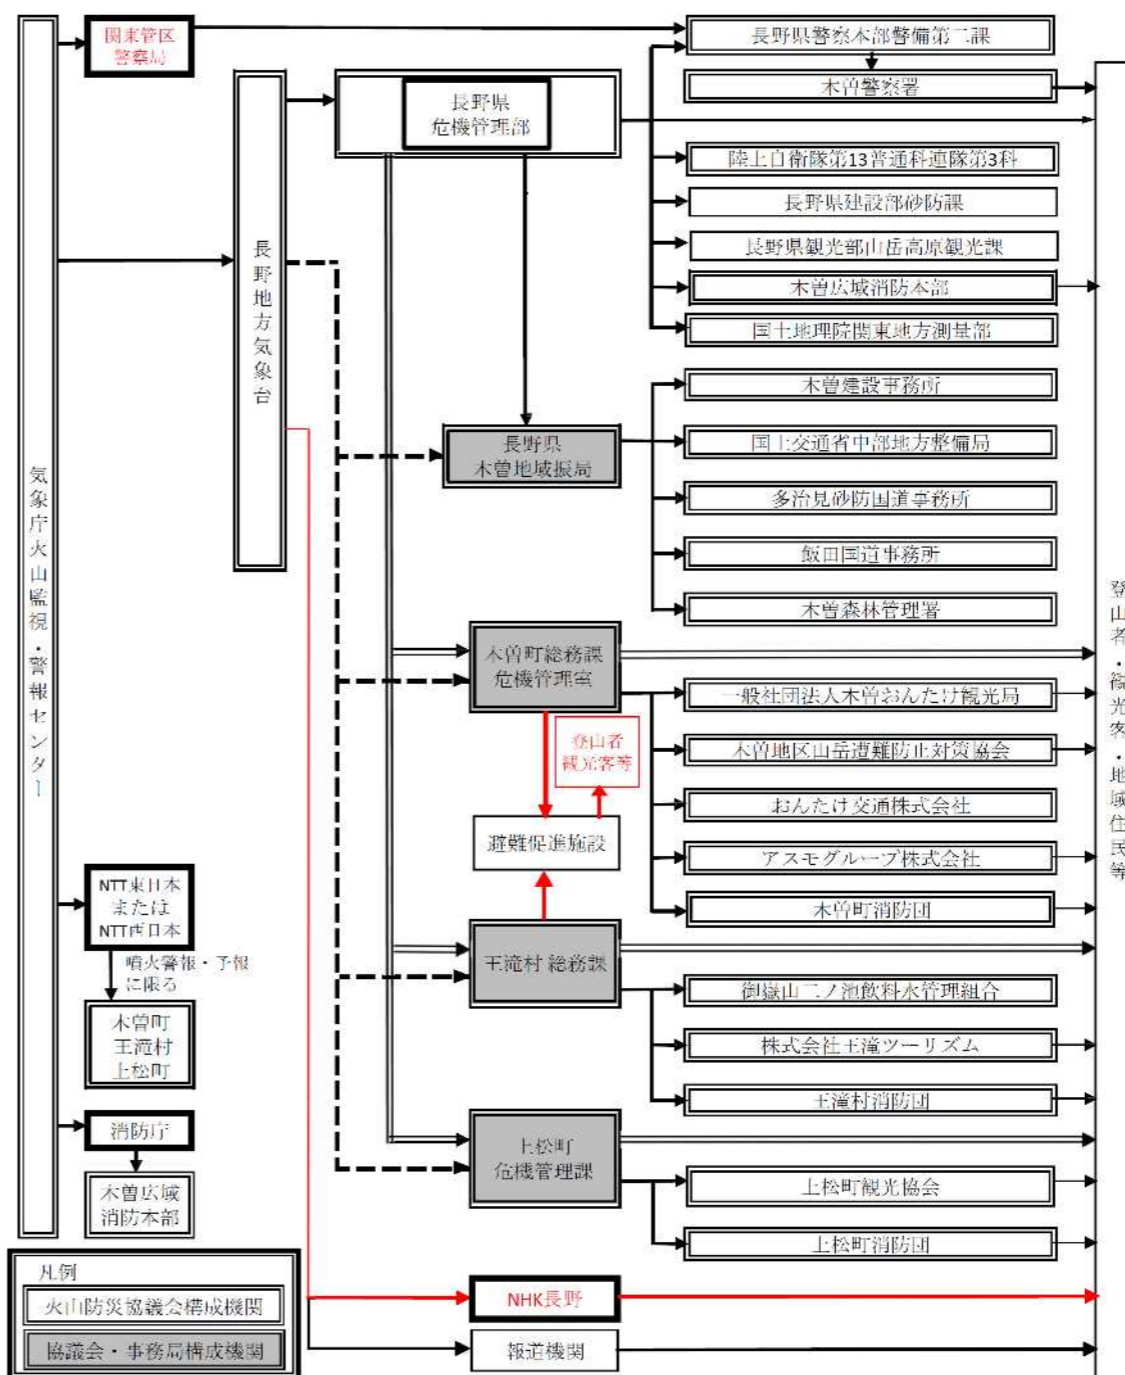 関東管区
警察局
長野県警察本部警備第二課
木曽警察署
長野県
危機管理部
陸上自衛隊第13普通科連隊第3科
長野県建設部砂防課
長野県観光部山岳高原観光課
木曽広域消防本部
国土地理院関東地方測量部
長野地方気象台
気象庁火山監視・警報センター
木曽建設事務所
長野県
木曽地域振局
国土交通省中部地方整備局
多治見砂防国道事務所
飯田国道事務所
木曽森林管理署
木曽町総務課
危機管理室
一般社団法人木曽おんたけ観光局
登山者
観光客等
木曽地区山岳遭難防止対策協会
おんたけ交通株式会社
避難促進施設
アスモグループ株式会社
木曽町消防団
登山者・観光客・地域住民等
NTT東日本
または
NTT西日本
噴火警報・予報
に限る
木曽町
王滝村
上松町
王滝村 総務課
御嶽山二ノ池飲料水管理組合
株式会社王滝ツーリズム
王滝村消防団
消防庁
木曽広域
消防本部
上松町
危機管理課
上松町観光協会
上松町消防団
凡例
火山防災協議会構成機関
協議会・事務局構成機関
NHK長野
報道機関